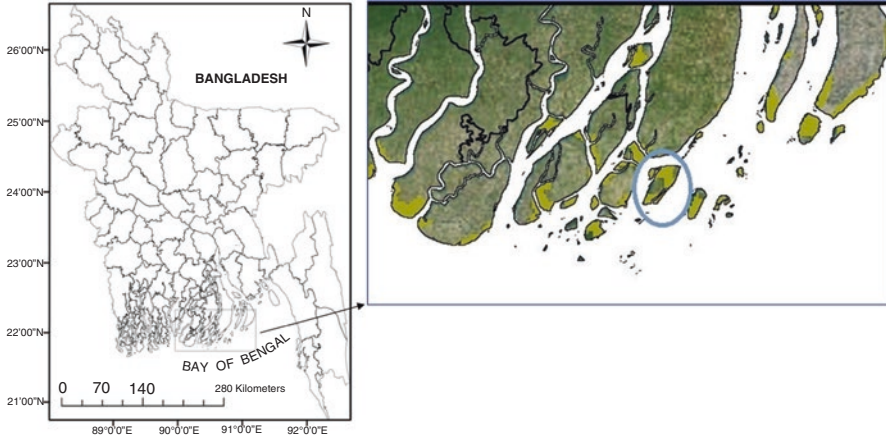 N
BANGLADESH
26°00"N
25°00"N
24°00"N
23°00"N
22°00"N
21°00"N
BAY OF BENGAL
0 70 140 280 Kilometers
89°0'0"E 90°0'0"E 91°0'0"E 92°0'0"E